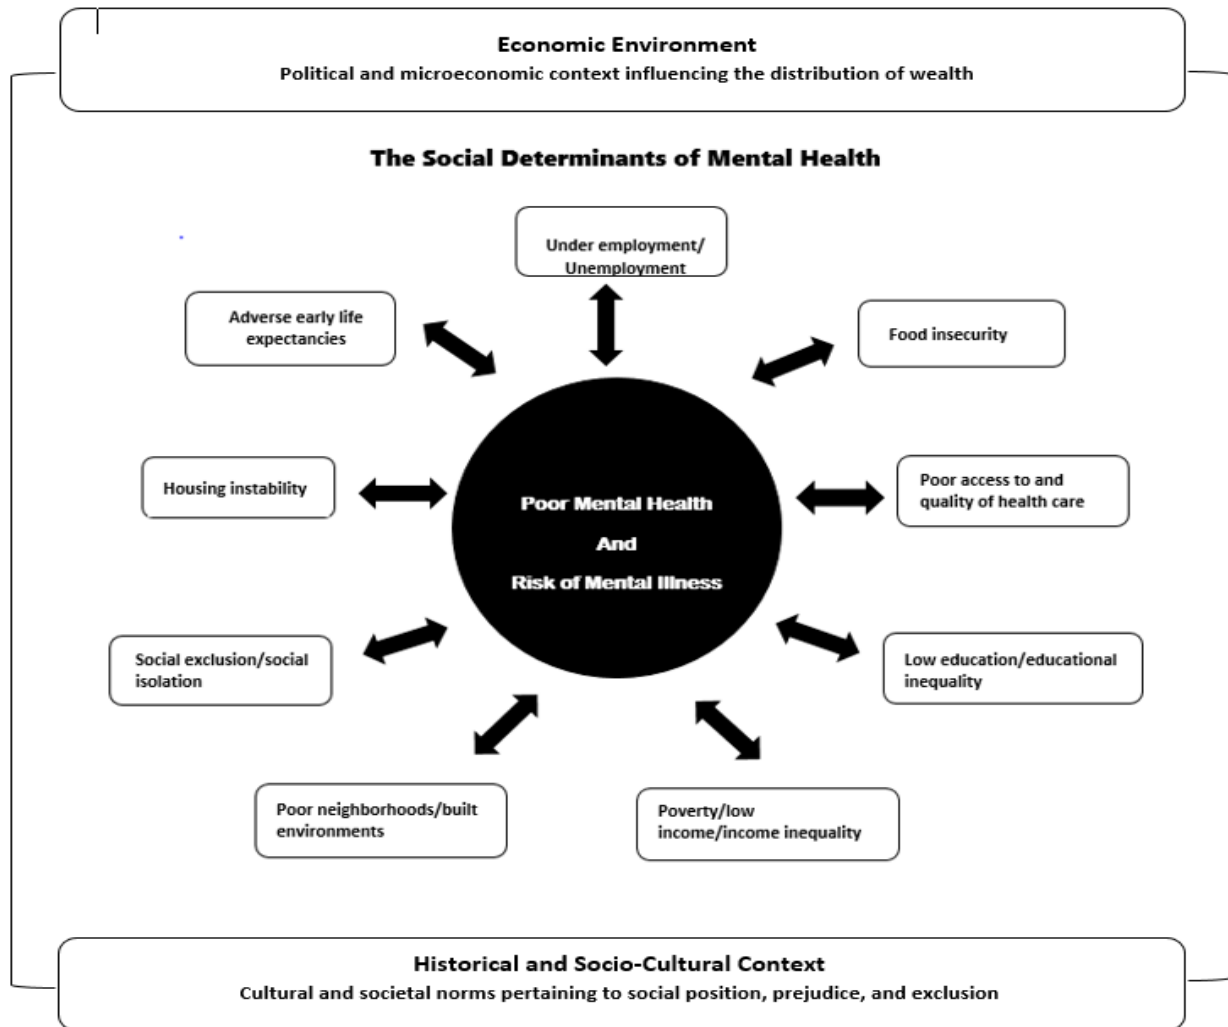 Economic Environment
Political and microeconomic context influencing the distribution of wealth
The Social Determinants of Mental Health
Under employment/
Unemployment
Adverse early life
expectancies
Food insecurity
Housing instability
Poor access to and
quality of health care
Poor Mental Health
And
Risk of Mental Illness
Social exclusion/social
isolation
Low education/educational
inequality
Poor neighborhoods/built
environments
Poverty/low
income/income inequality
Historical and Socio-Cultural Context
Cultural and societal norms pertaining to social position, prejudice, and exclusion